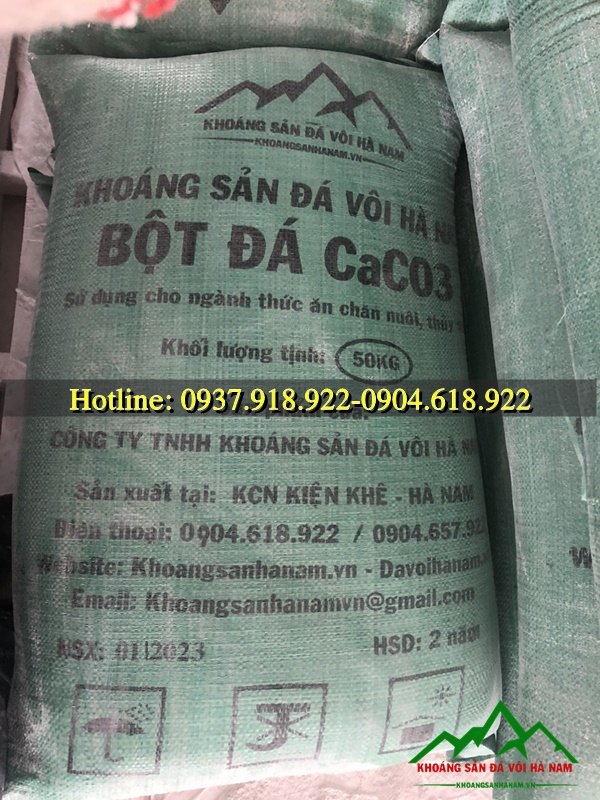 KHOÁNG SẢN ĐÁ VÔI HÀ NAM
KHOANGSANHANAM.VN
KHOÁNG SẢN ĐÁ VÔI HÀ
BỘT ĐÁ CaCO3
Sử dụng cho ngành thức ăn chăn nuôi, thủy
Khối lượng tịnh: 50KG
Hotline: 0937.918.922-0904.618.922
CÔNG TY TNHH KHOÁNG SẢN ĐÁ VÔI HÀ
Sản xuất tại: KCN KIỆN KHÊ - HÀ NAM
Điện thoại: 0904.618.922 / 0904.657.922
Website: Khoangsanhanam.vn - Davoihanam.
Email: Khoangsanhanamvn@gmail.com
NSX: 01|2023
HSD: 2 năm
KHOÁNG SẢN ĐÁ VÔI HÀ NAM
KHOANGSANHANAM.VN